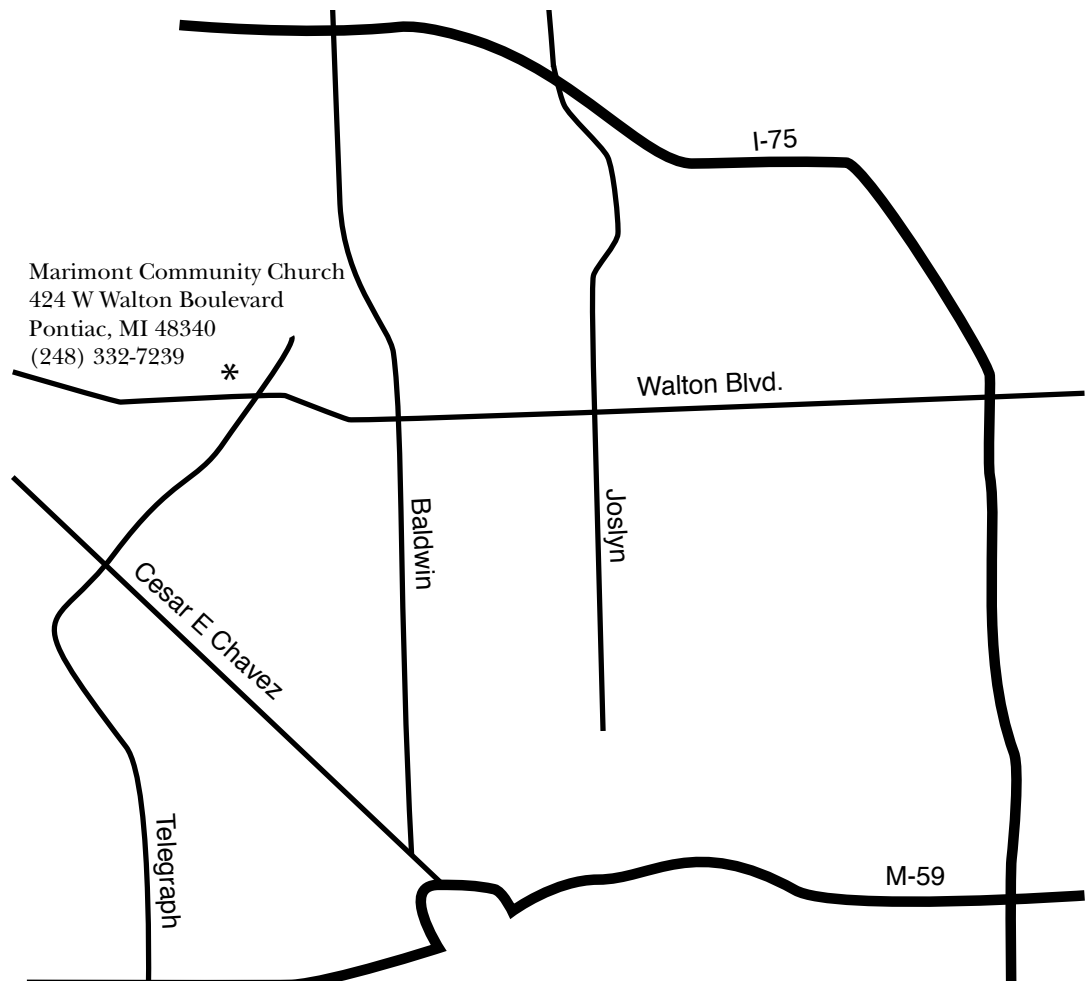 I-75
Marimont Community Church
424 W Walton Boulevard
Pontiac, MI 48340
(248) 332-7239
*
Walton Blvd.
Baldwin
Joslyn
Cesar E Chavez
Telegraph
M-59